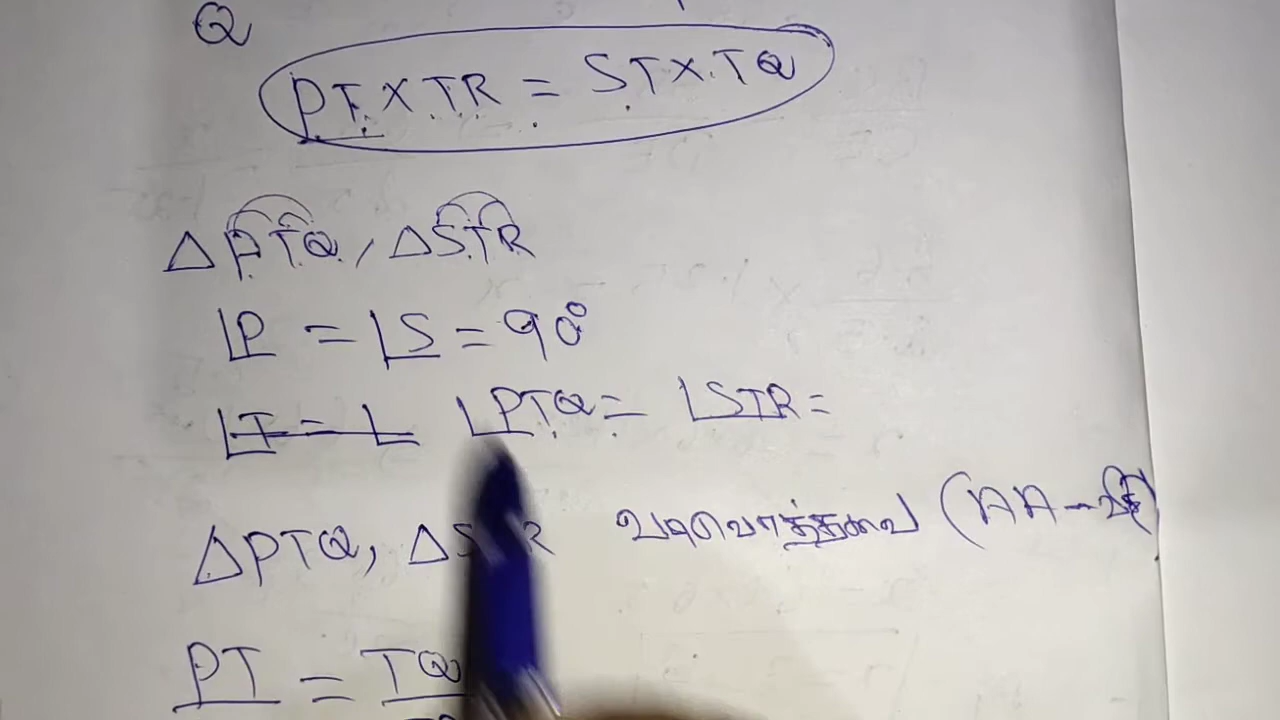 Q
PT × TR = ST × TQ
△PTQ, △STR
∠P = ∠S = 90°
∠T = ∠ ∠PTQ = ∠STR =
△PTQ, △S R வடிவொத்தவை (AA – விதி)
PT = TQ